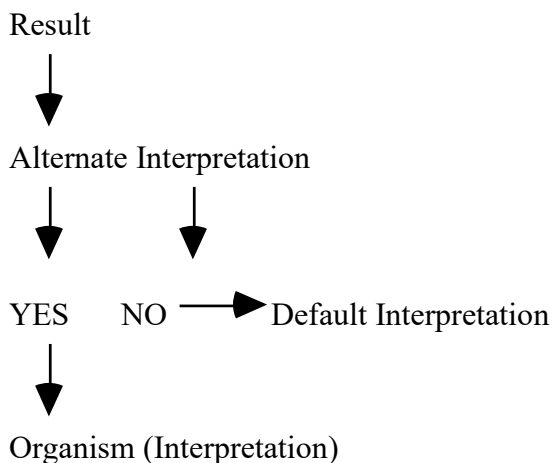 Result
Alternate Interpretation
YES NO Default Interpretation
Organism (Interpretation)